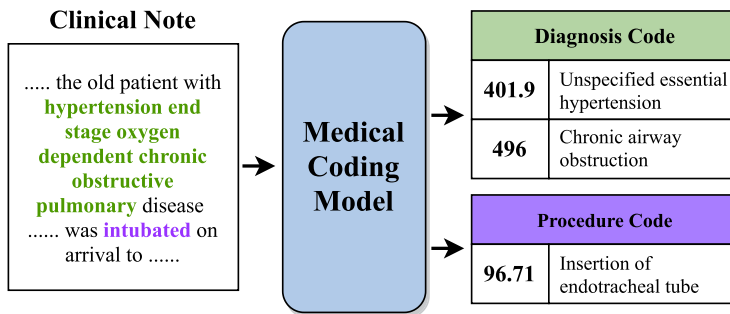 Clinical Note
..... the old patient with
hypertension end
stage oxygen
dependent chronic
obstructive
pulmonary disease
...... was intubated on
arrival to ......
Medical
Coding
Model
Diagnosis Code
401.9 Unspecified essential
hypertension
496 Chronic airway
obstruction
Procedure Code
96.71 Insertion of
endotracheal tube